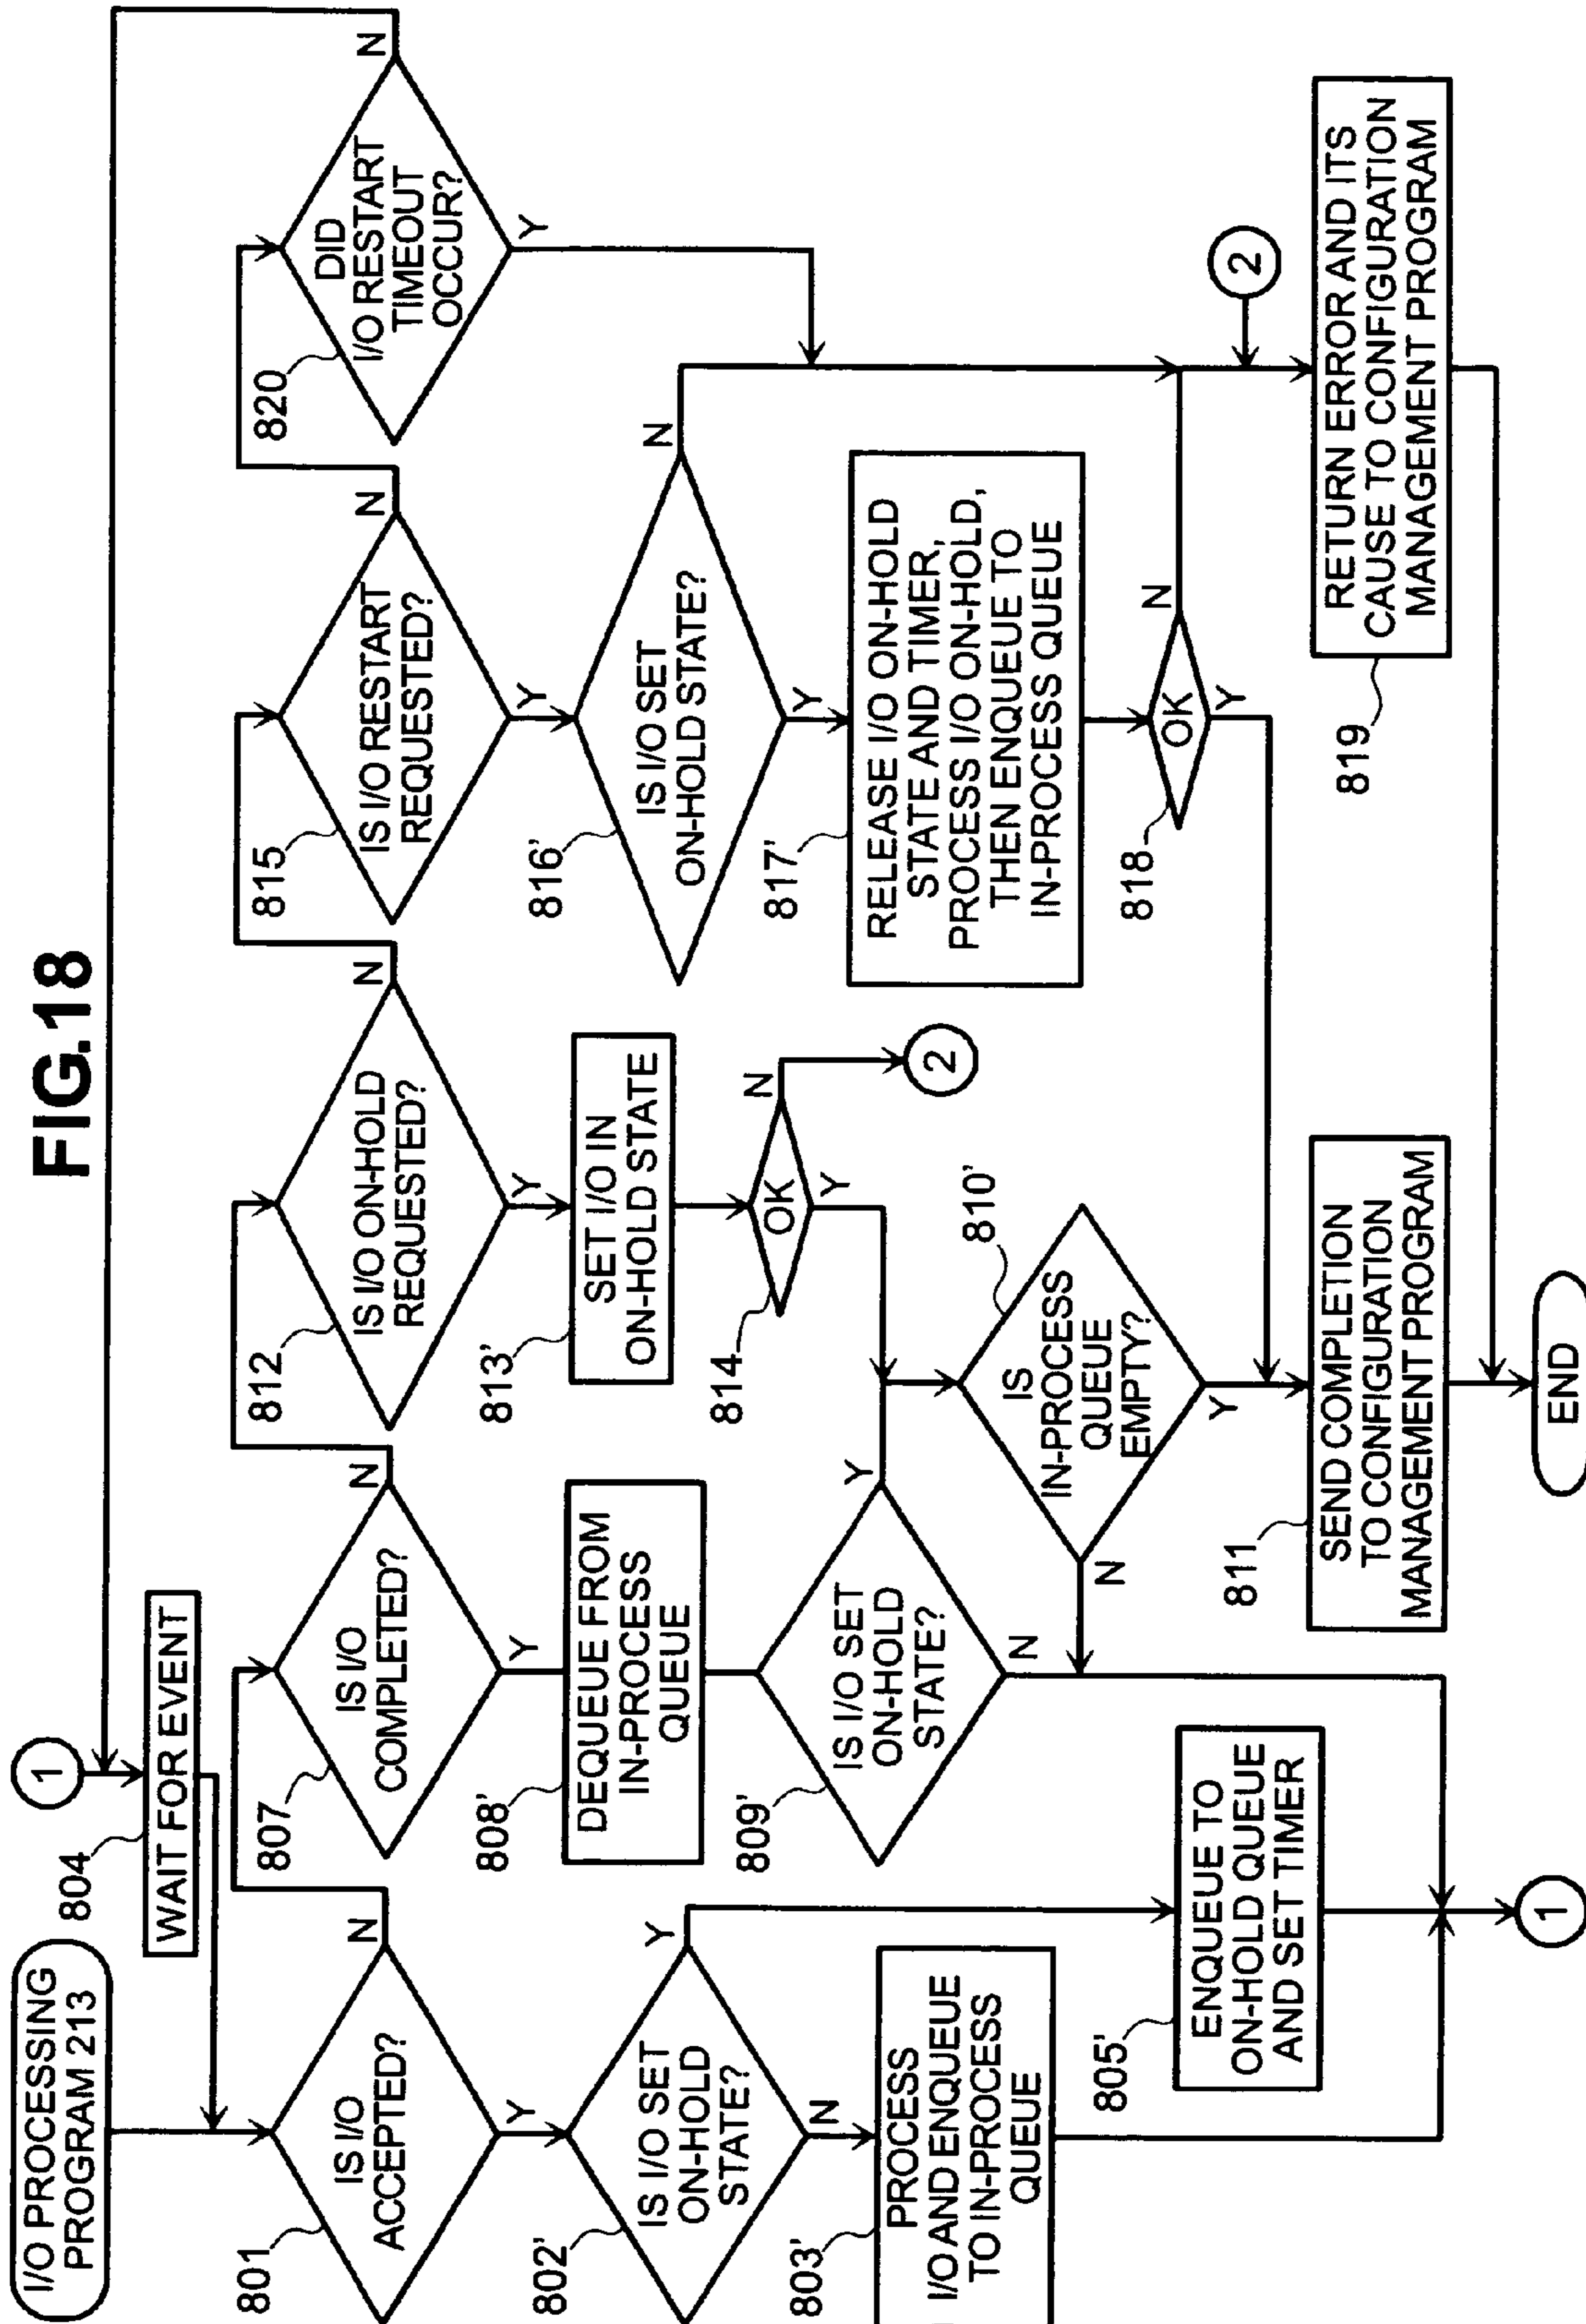 FIG.18
I/O PROCESSING
PROGRAM 213
1
804
WAIT FOR EVENT
801
IS I/O
ACCEPTED?
N
Y
802'
IS I/O SET
ON-HOLD
STATE?
Y
N
803'
PROCESS
I/O AND ENQUEUE
TO IN-PROCESS
QUEUE
805'
ENQUEUE TO
ON-HOLD QUEUE
AND SET TIMER
1
807
IS I/O
COMPLETED?
N
Y
808'
DEQUEUE FROM
IN-PROCESS
QUEUE
809'
IS I/O SET
ON-HOLD
STATE?
Y
N
810'
IS
IN-PROCESS
QUEUE
EMPTY?
N
Y
811
SEND COMPLETION
TO CONFIGURATION
MANAGEMENT PROGRAM
END
812
IS I/O ON-HOLD
REQUESTED?
N
Y
813'
SET I/O IN
ON-HOLD STATE
814
OK
N
Y
2
815
IS I/O RESTART
REQUESTED?
N
Y
816'
IS I/O SET
ON-HOLD STATE?
N
Y
817'
RELEASE I/O ON-HOLD
STATE AND TIMER,
PROCESS I/O ON-HOLD,
THEN ENQUEUE TO
IN-PROCESS QUEUE
818
OK
N
Y
820
DID
I/O RESTART
TIMEOUT
OCCUR?
N
Y
2
819
RETURN ERROR AND ITS
CAUSE TO CONFIGURATION
MANAGEMENT PROGRAM